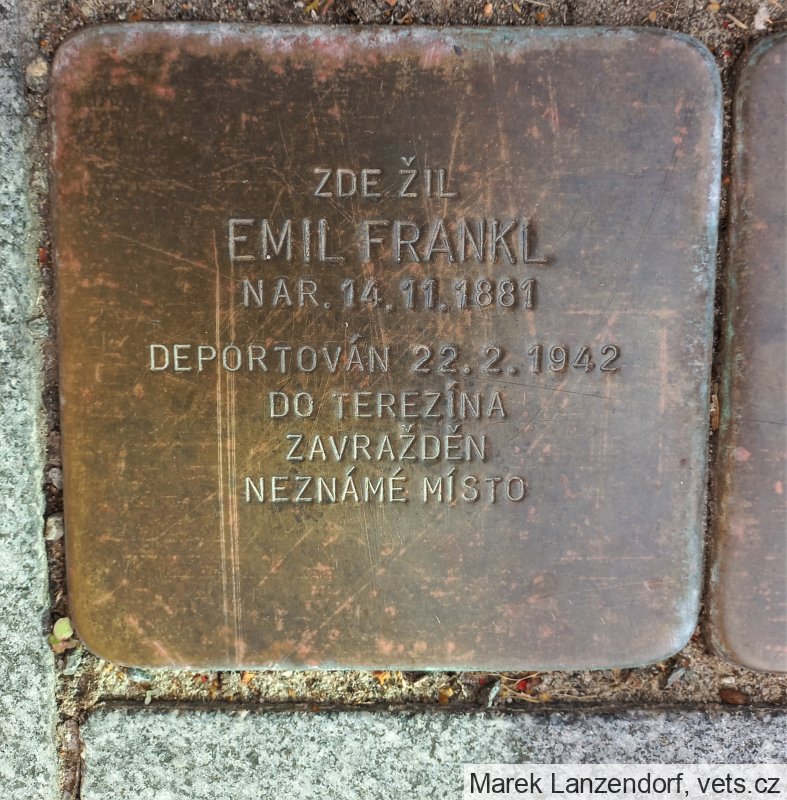 ZDE ŽIL
EMIL FRANKL
NAR. 14.11.1881
DEPORTOVÁN 22.2.1942
DO TEREZÍNA
ZAVRAŽDĚN
NEZNÁMÉ MÍSTO
Marek Lanzendorf, vets.cz